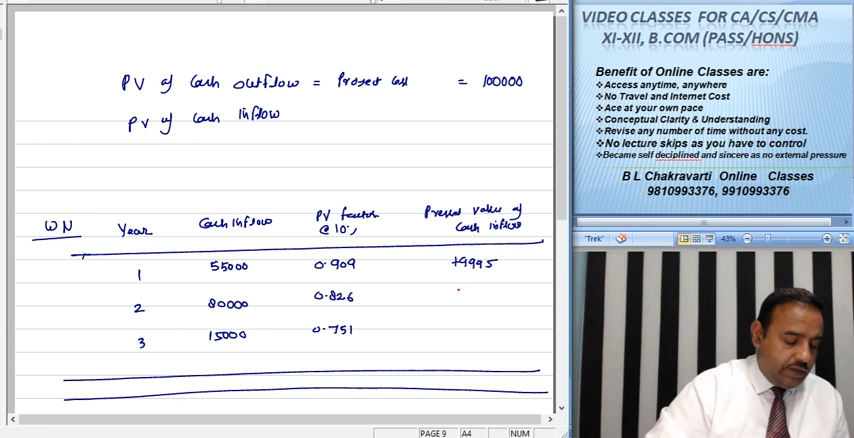 PV of Cash outflow = Project Cost = 100000
PV of Cash Inflow
WN
Year Cash Inflow PV factor @ 10% Present value of Cash Inflow
1 55000 0.909 49995
2 80000 0.826
3 15000 0.751
PAGE 9 A4 NUM
VIDEO CLASSES FOR CA/CS/CMA
XI-XII, B.COM (PASS/HONS)
Benefit of Online Classes are:
❖Access anytime, anywhere
❖No Travel and Internet Cost
❖Ace at your own pace
❖Conceptual Clarity & Understanding
❖Revise any number of time without any cost.
❖No lecture skips as you have to control
❖Became self deciplined and sincere as no external pressure
B L Chakravarti Online Classes
9810993376, 9910993376
"Trek" 43%